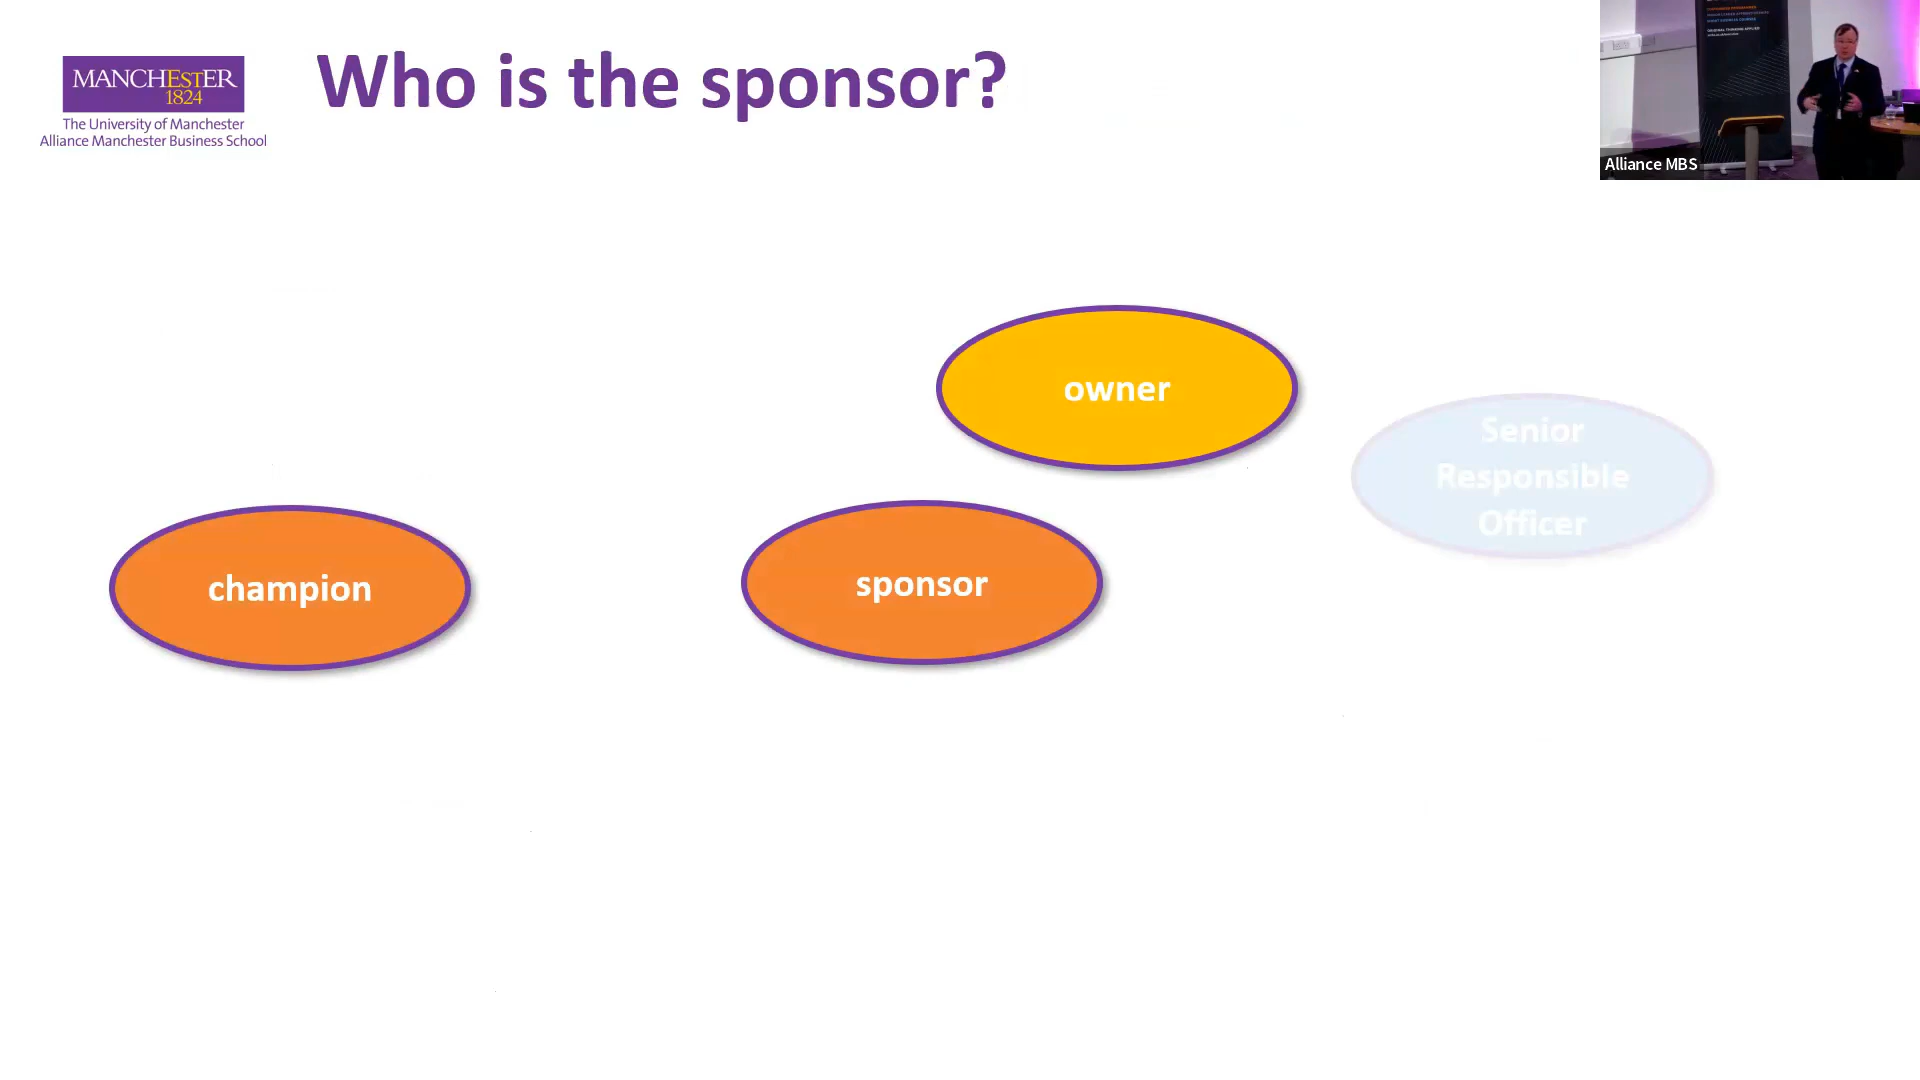 MANCHESTER
1824
The University of Manchester
Alliance Manchester Business School
Who is the sponsor?
Alliance MBS
owner
Senior
Responsible
Officer
champion
sponsor